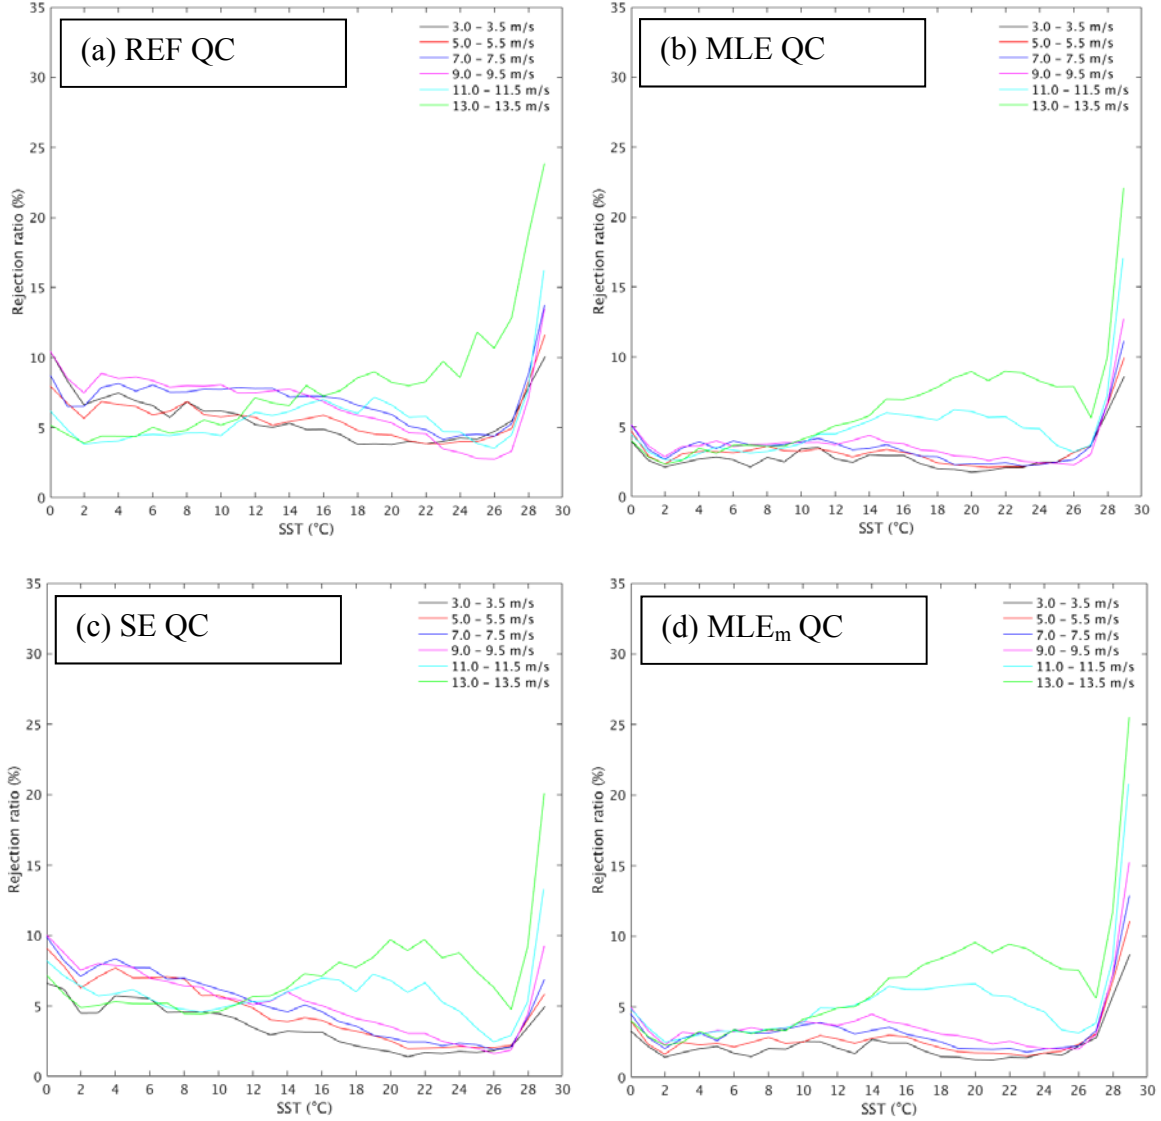 (a) REF QC
3.0 – 3.5 m/s
5.0 – 5.5 m/s
7.0 – 7.5 m/s
9.0 – 9.5 m/s
11.0 – 11.5 m/s
13.0 – 13.5 m/s
35
30
25
20
15
10
5
0
Rejection ratio (%)
0 2 4 6 8 10 12 14 16 18 20 22 24 26 28 30
SST (°C)
(b) MLE QC
3.0 – 3.5 m/s
5.0 – 5.5 m/s
7.0 – 7.5 m/s
9.0 – 9.5 m/s
11.0 – 11.5 m/s
13.0 – 13.5 m/s
35
30
25
20
15
10
5
0
Rejection ratio (%)
0 2 4 6 8 10 12 14 16 18 20 22 24 26 28 30
SST (°C)
(c) SE QC
3.0 – 3.5 m/s
5.0 – 5.5 m/s
7.0 – 7.5 m/s
9.0 – 9.5 m/s
11.0 – 11.5 m/s
13.0 – 13.5 m/s
35
30
25
20
15
10
5
0
Rejection ratio (%)
0 2 4 6 8 10 12 14 16 18 20 22 24 26 28 30
SST (°C)
(d) MLEm QC
3.0 – 3.5 m/s
5.0 – 5.5 m/s
7.0 – 7.5 m/s
9.0 – 9.5 m/s
11.0 – 11.5 m/s
13.0 – 13.5 m/s
35
30
25
20
15
10
5
0
Rejection ratio (%)
0 2 4 6 8 10 12 14 16 18 20 22 24 26 28 30
SST (°C)